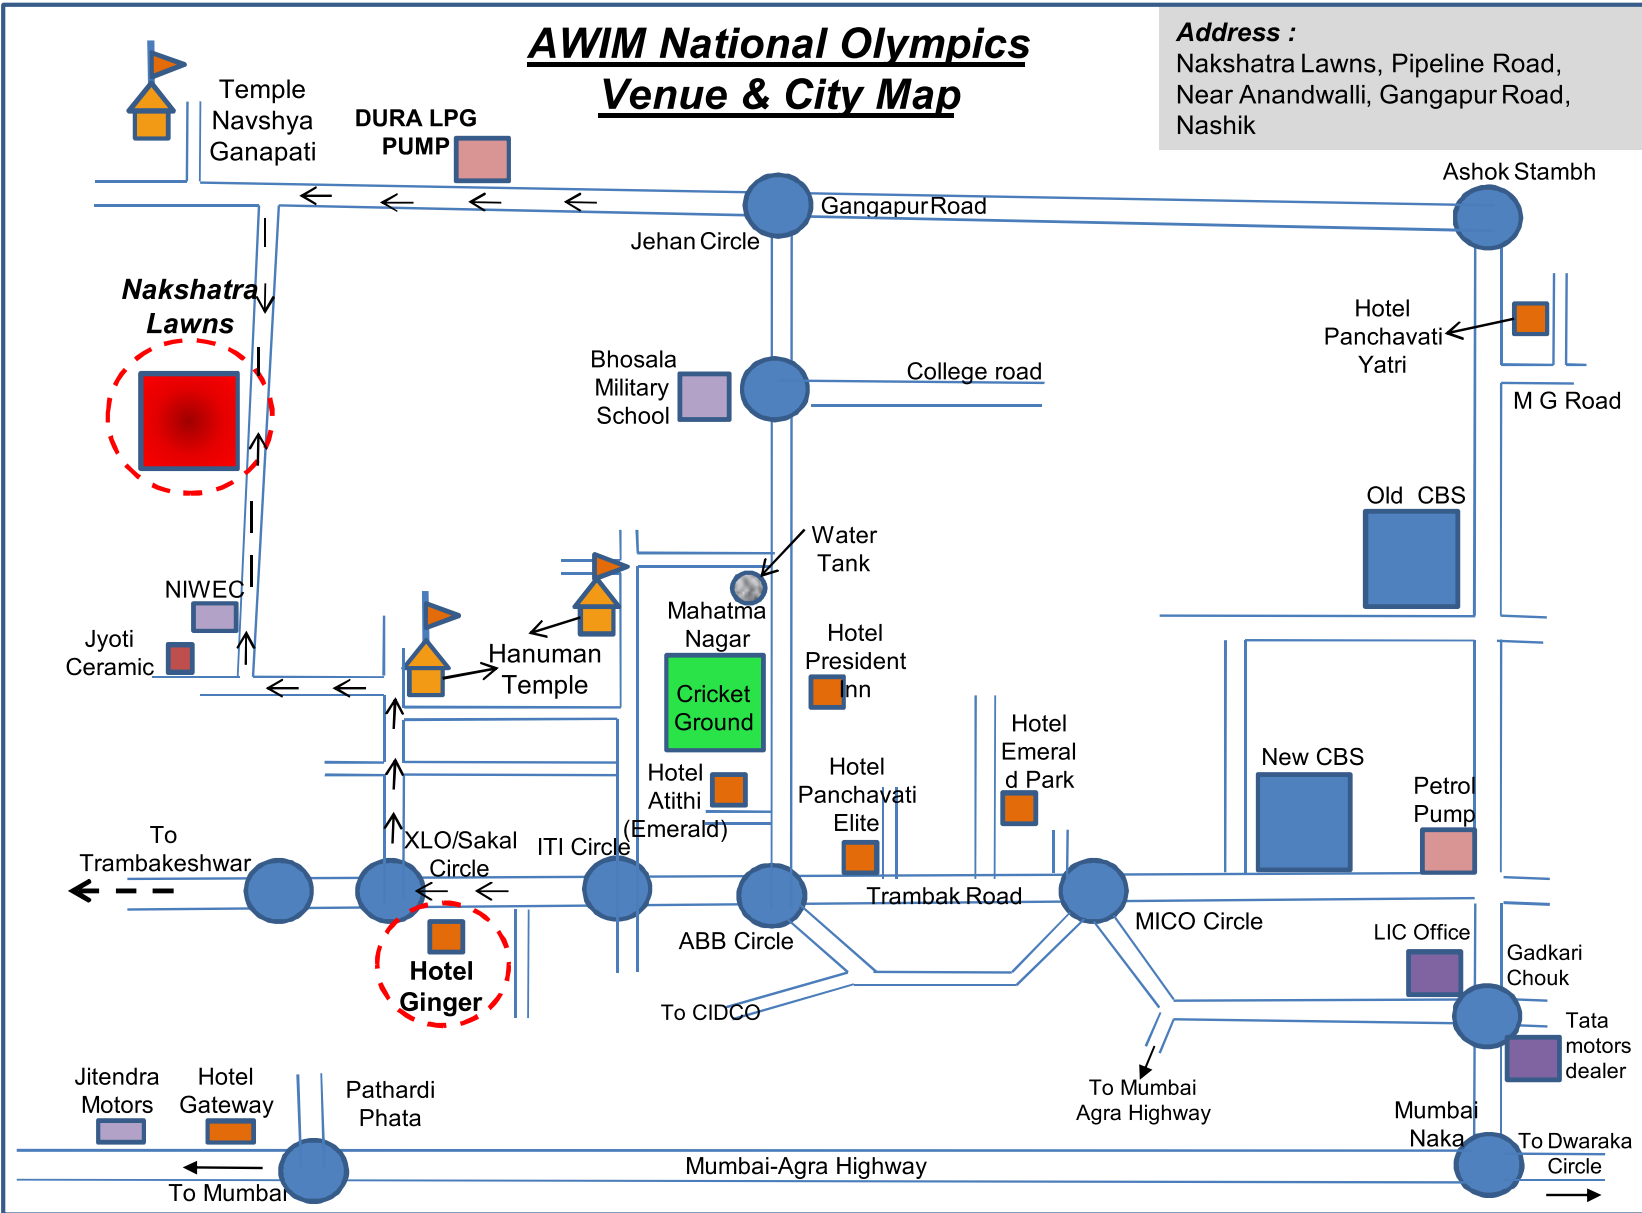 AWIM National Olympics
Venue & City Map
Address :
Nakshatra Lawns, Pipeline Road,
Near Anandwalli, Gangapur Road,
Nashik
Temple
Navshya
Ganapati
DURA LPG
PUMP
Ashok Stambh
Gangapur Road
Jehan Circle
Nakshatra
Lawns
Hotel
Panchavati
Yatri
Bhosala
Military
School
College road
M G Road
Old CBS
Water
Tank
NIWEC
Mahatma
Nagar
Jyoti
Ceramic
Hanuman
Temple
Hotel
President
Inn
Cricket
Ground
Hotel
Emeral
d Park
New CBS
Hotel
Atithi
(Emerald)
Hotel
Panchavati
Elite
Petrol
Pump
To
Trambakeshwar
XLO/Sakal
Circle
ITI Circle
Trambak Road
ABB Circle
MICO Circle
LIC Office
Gadkari
Chouk
Hotel
Ginger
To CIDCO
Tata
motors
dealer
Jitendra
Motors
Hotel
Gateway
Pathardi
Phata
To Mumbai
Agra Highway
Mumbai
Naka
To Dwaraka
Circle
Mumbai-Agra Highway
To Mumbai